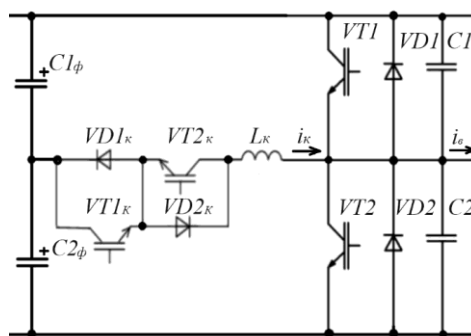 VT1 VD1 C1
C1ф
VD1к VT2к Lк iк iв
VT1к VD2к VT2 VD2 C2
C2ф